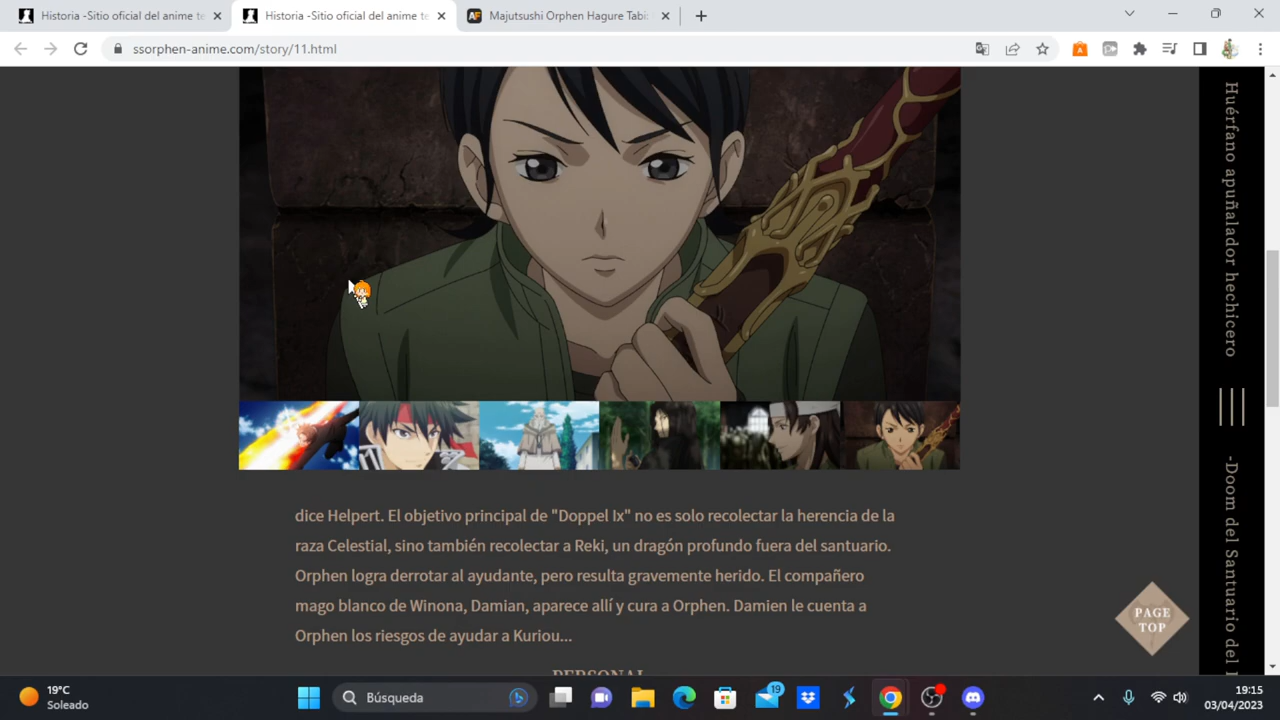 Historia -Sitio oficial del anime te
Historia -Sitio oficial del anime te
Majutsushi Orphen Hagure Tabi:
ssorphen-anime.com/story/11.html
Huérfano apuñalador hechicero
-Doom del Santuario del
dice Helpert. El objetivo principal de "Doppel Ix" no es solo recolectar la herencia de la
raza Celestial, sino también recolectar a Reki, un dragón profundo fuera del santuario.
Orphen logra derrotar al ayudante, pero resulta gravemente herido. El compañero
mago blanco de Winona, Damian, aparece allí y cura a Orphen. Damien le cuenta a
Orphen los riesgos de ayudar a Kuriou...
PERSONAL
PAGE
TOP
19°C
Soleado
Búsqueda
19
19:15
03/04/2023